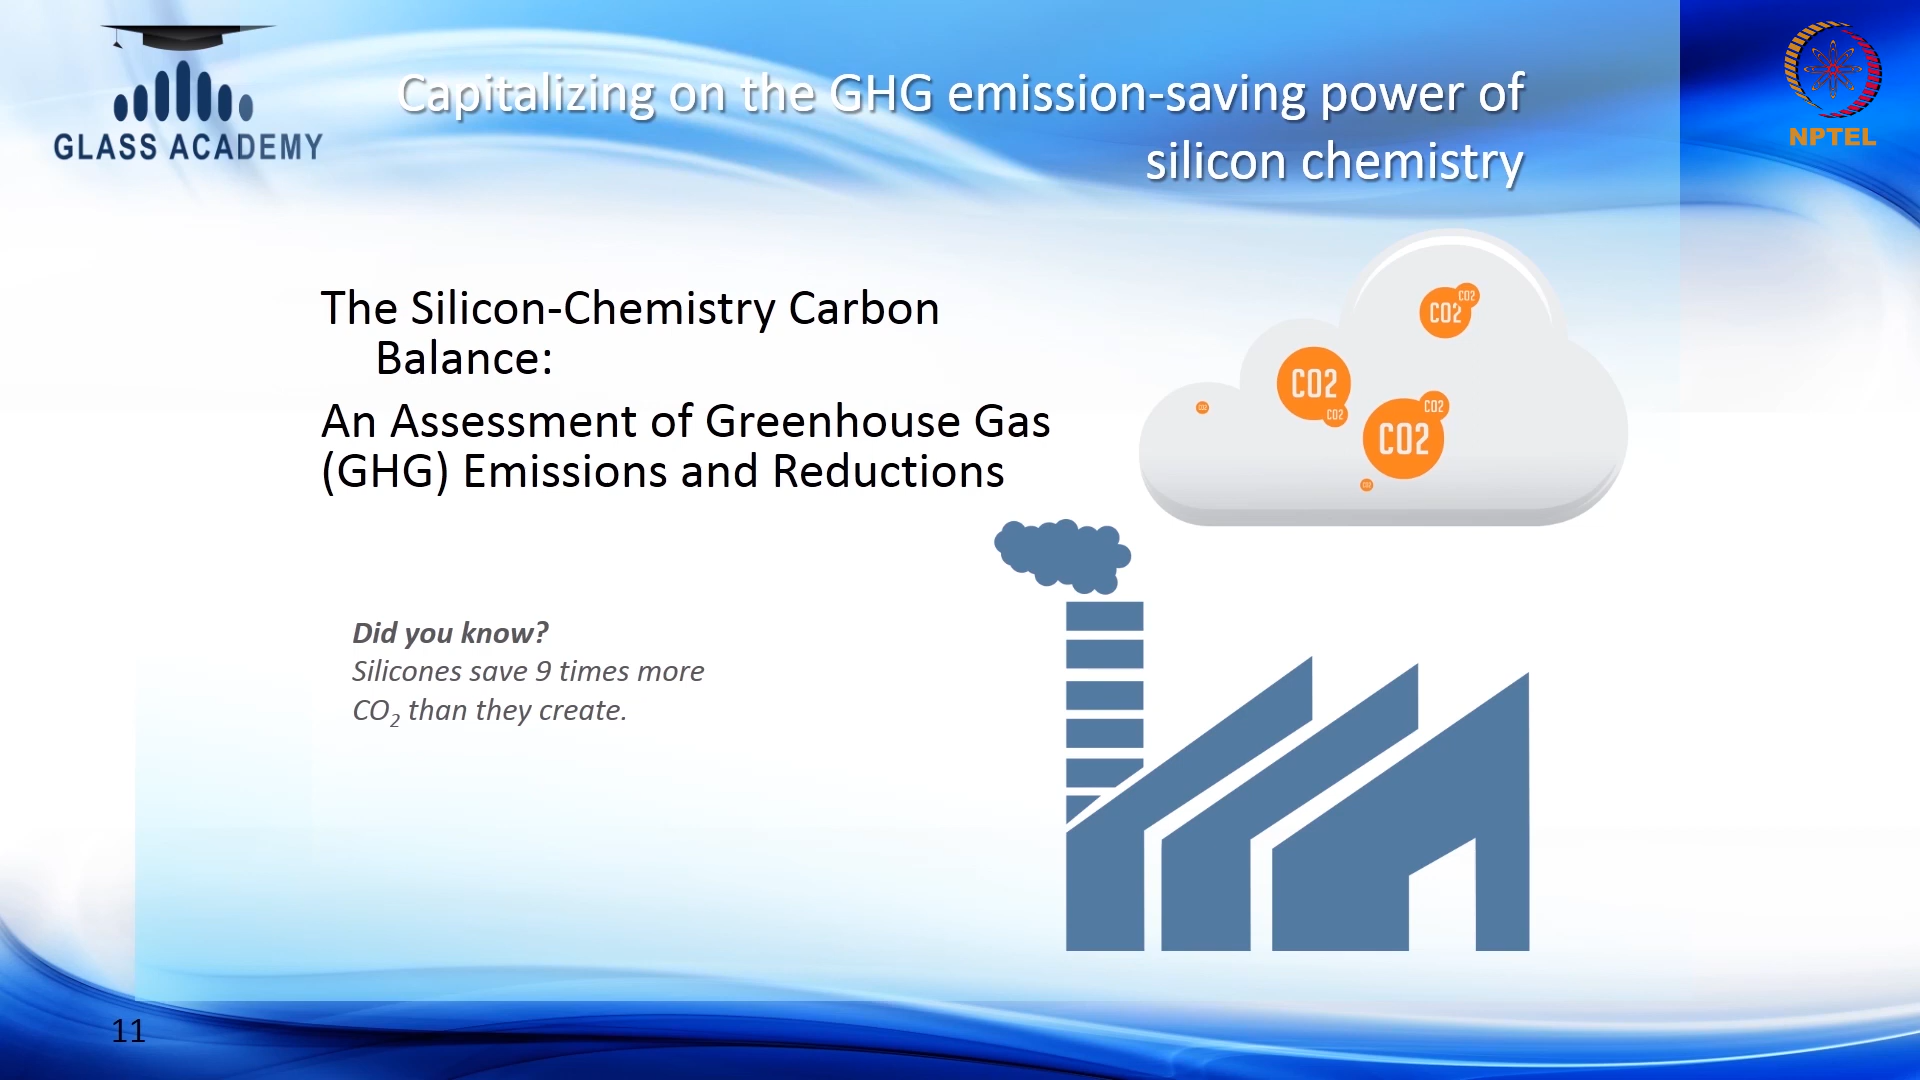 GLASS ACADEMY
Capitalizing on the GHG emission-saving power of
silicon chemistry
NPTEL
The Silicon-Chemistry Carbon
Balance:
An Assessment of Greenhouse Gas
(GHG) Emissions and Reductions
CO2
CO2
CO2
CO2
CO2
CO2
CO2
CO2
Did you know?
Silicones save 9 times more
CO₂ than they create.
11